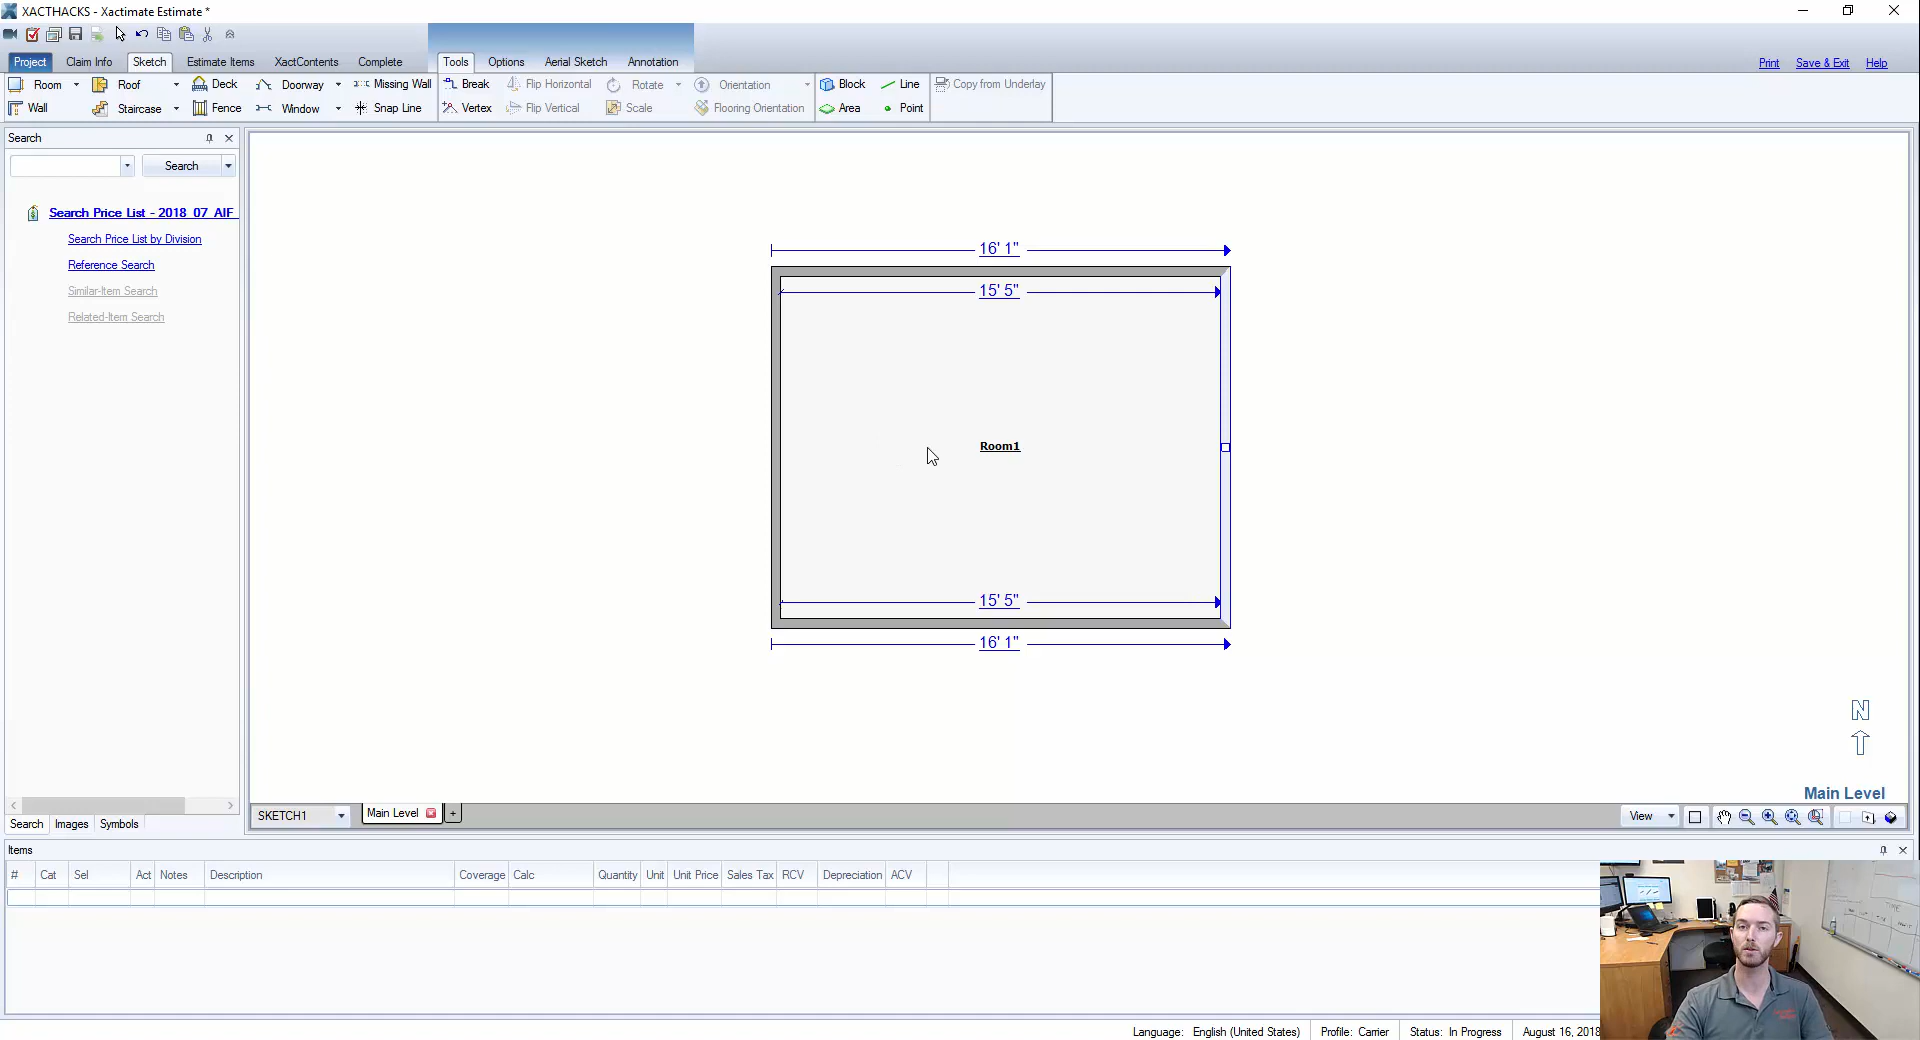 XACTHACKS - Xactimate Estimate *
Project Claim Info Sketch Estimate Items XactContents Complete Tools Options Aerial Sketch Annotation Print Save & Exit Help
Room Roof Deck Doorway Missing Wall Break Flip Horizontal Rotate Orientation Block Line Copy from Underlay
Wall Staircase Fence Window Snap Line Vertex Flip Vertical Scale Flooring Orientation Area Point
Search
Search
Search Price List - 2018 07 AIF
Search Price List by Division
Reference Search
Similar-Item Search
Related-Item Search
16' 1"
15' 5"
Room1
15' 5"
16' 1"
N
Main Level
SKETCH1 Main Level + View
Search Images Symbols
Items
# Cat Sel Act Notes Description Coverage Calc Quantity Unit Unit Price Sales Tax RCV Depreciation ACV
Language: English (United States) Profile: Carrier Status: In Progress August 16, 2018